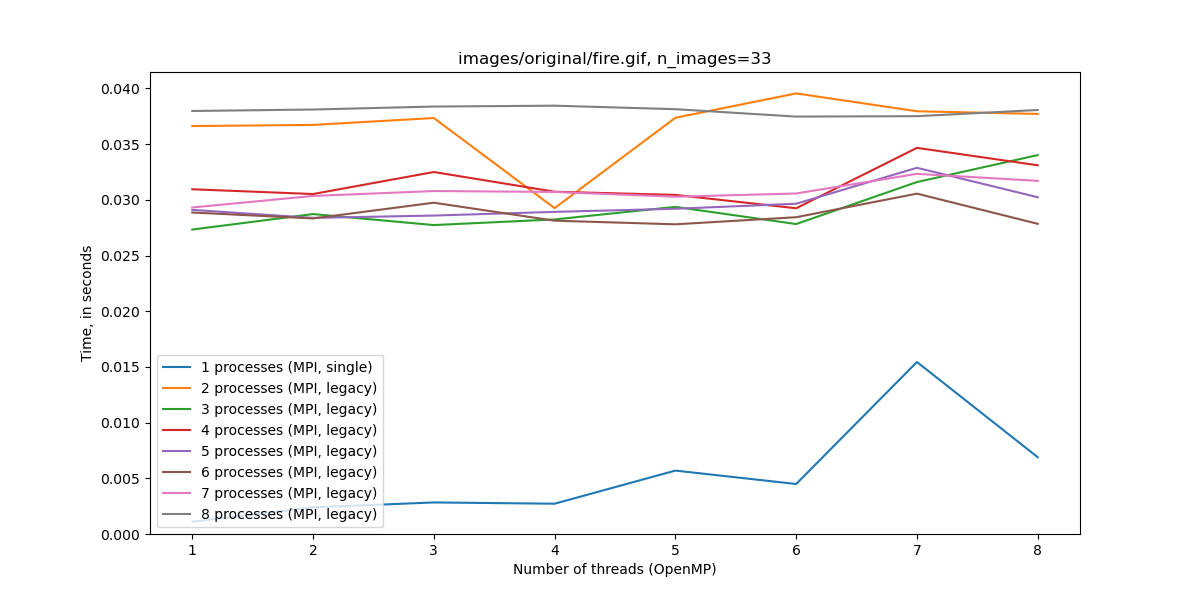 images/original/fire.gif, n_images=33
0.040
0.035
0.030
0.025
0.020
0.015
0.010
0.005
0.000
Time, in seconds
1 processes (MPI, single)
2 processes (MPI, legacy)
3 processes (MPI, legacy)
4 processes (MPI, legacy)
5 processes (MPI, legacy)
6 processes (MPI, legacy)
7 processes (MPI, legacy)
8 processes (MPI, legacy)
1 2 3 4 5 6 7 8
Number of threads (OpenMP)